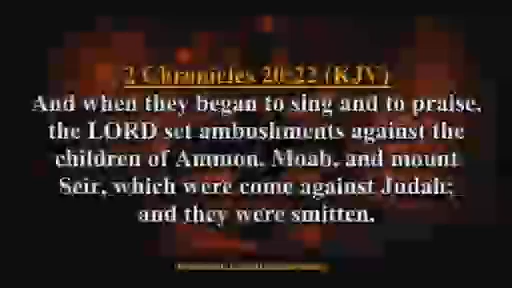 2 Chronicles 20:22 (KJV)
And when they began to sing and to praise,
the LORD set ambushments against the
children of Ammon, Moab, and mount
Seir, which were come against Judah;
and they were smitten.